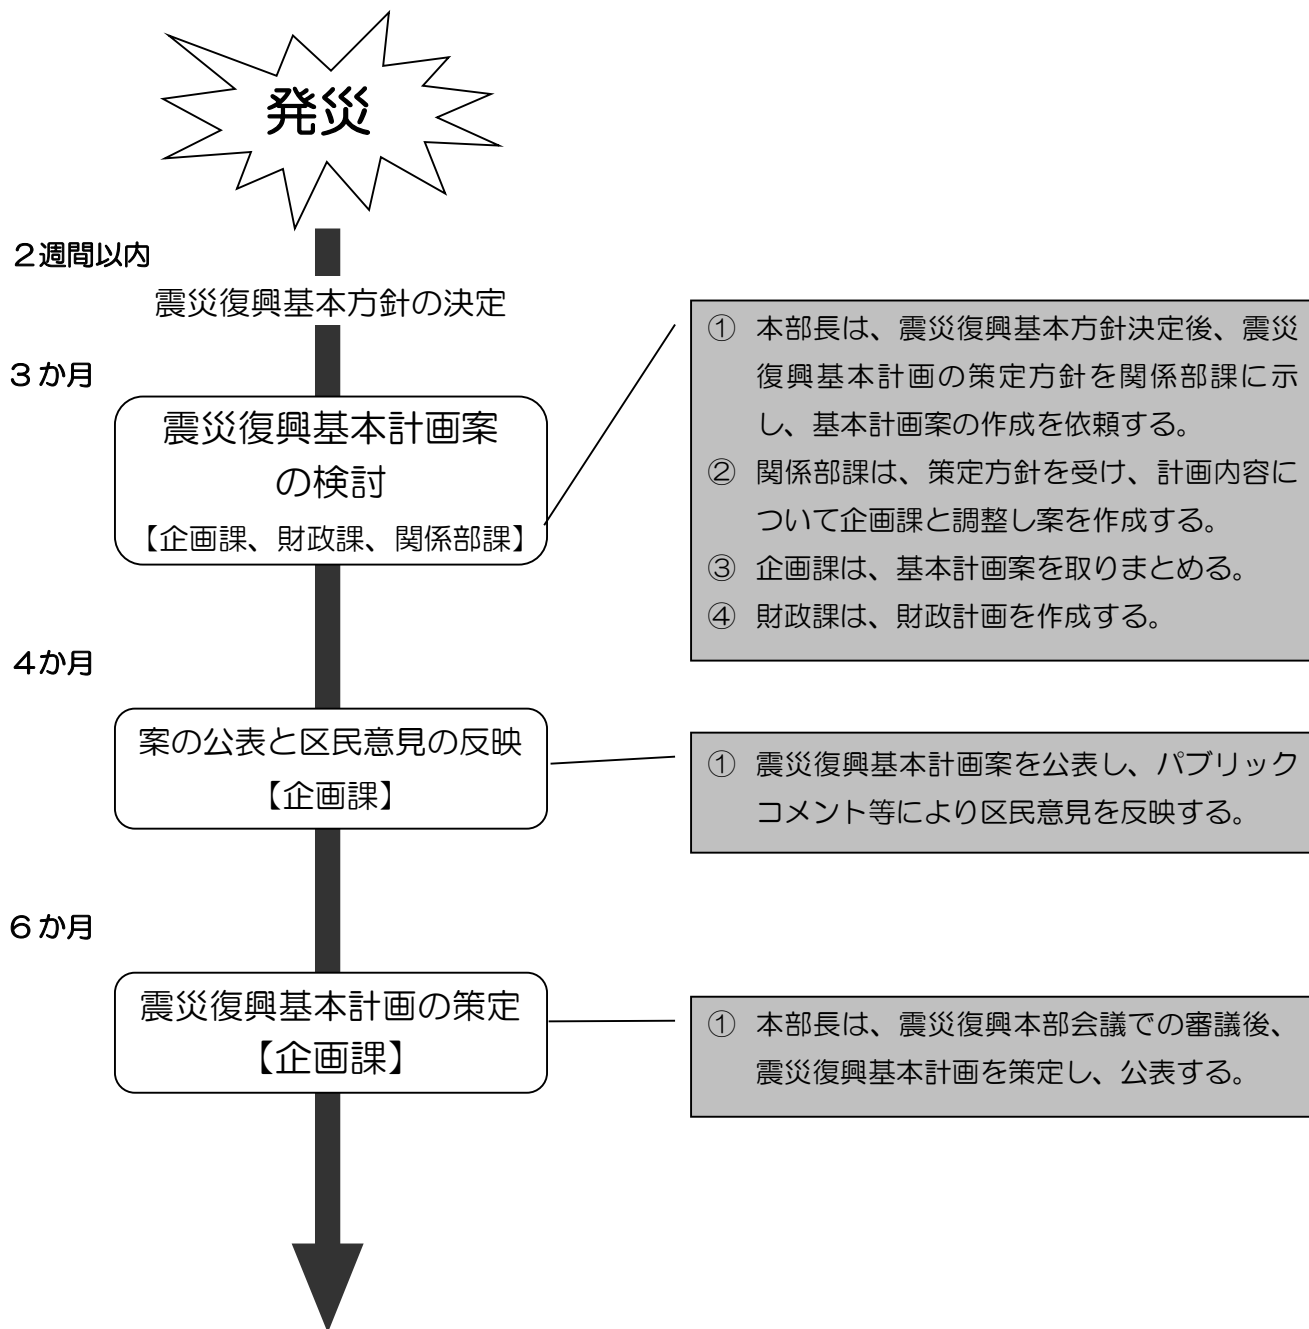 発災
２週間以内
震災復興基本方針の決定
３か月
震災復興基本計画案
の検討
【企画課、財政課、関係部課】
① 本部長は、震災復興基本方針決定後、震災
復興基本計画の策定方針を関係部課に示
し、基本計画案の作成を依頼する。
② 関係部課は、策定方針を受け、計画内容に
ついて企画課と調整し案を作成する。
③ 企画課は、基本計画案を取りまとめる。
④ 財政課は、財政計画を作成する。
４か月
案の公表と区民意見の反映
【企画課】
① 震災復興基本計画案を公表し、パブリック
コメント等により区民意見を反映する。
６か月
震災復興基本計画の策定
【企画課】
① 本部長は、震災復興本部会議での審議後、
震災復興基本計画を策定し、公表する。